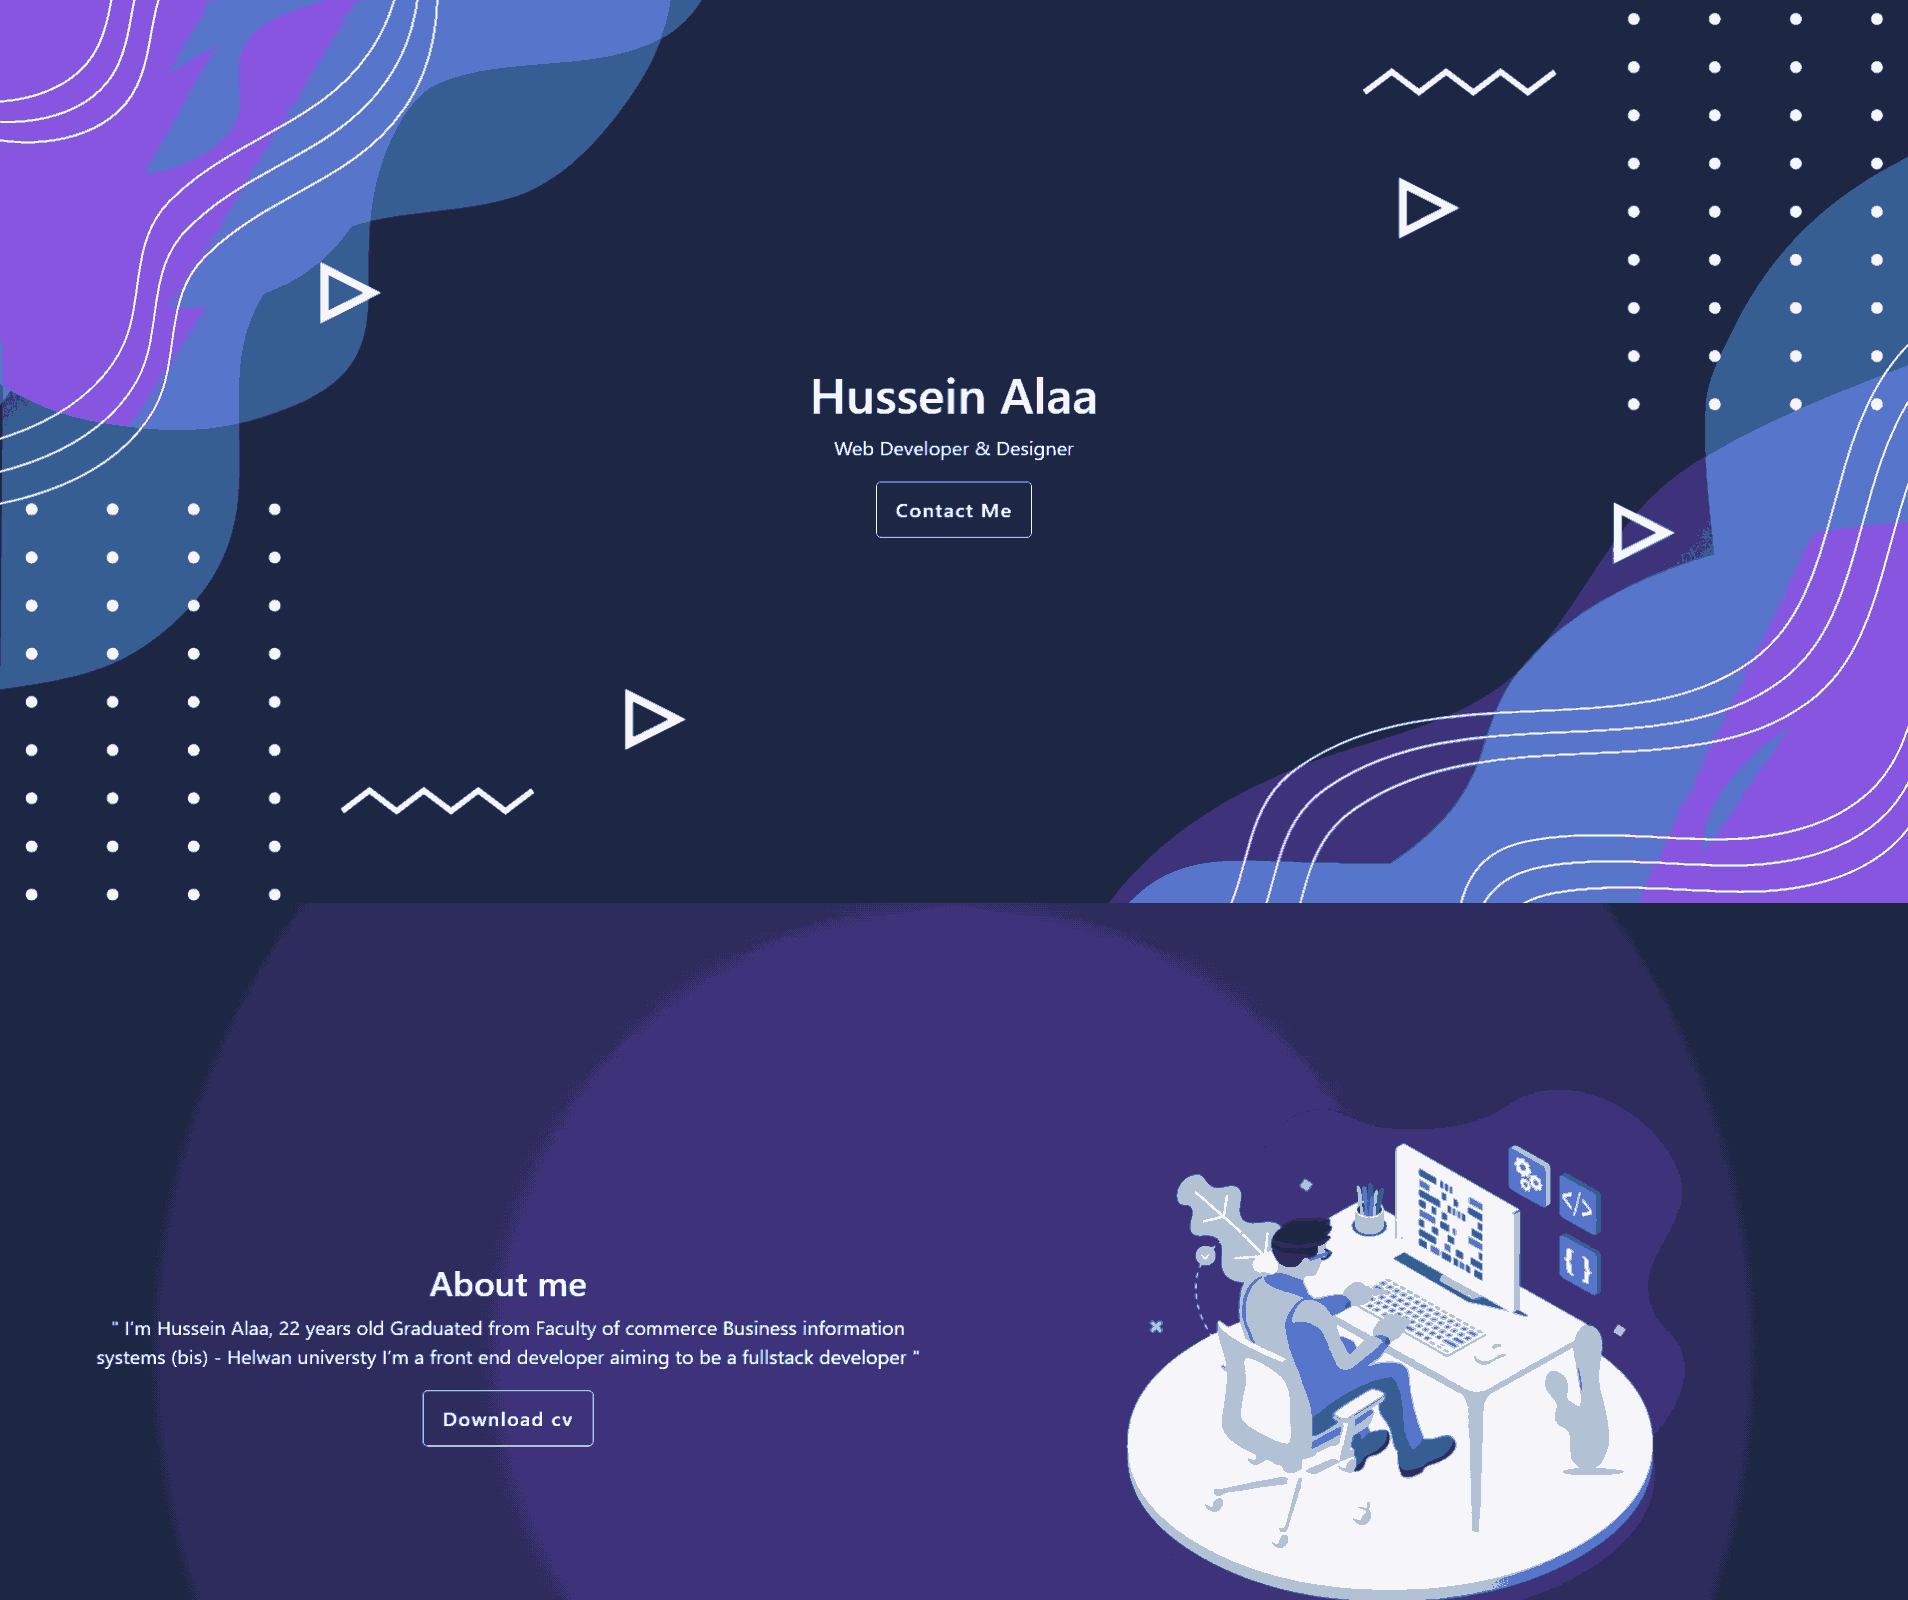 Hussein Alaa
Web Developer & Designer
Contact Me
About me
" I'm Hussein Alaa, 22 years old Graduated from Faculty of commerce Business information
systems (bis) - Helwan universty I'm a front end developer aiming to be a fullstack developer "
Download cv